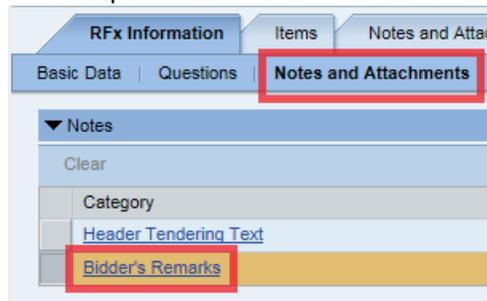 RFx Information Items Notes and Atta
Basic Data | Questions | Notes and Attachments
Notes
Clear
Category
Header Tendering Text
Bidder's Remarks